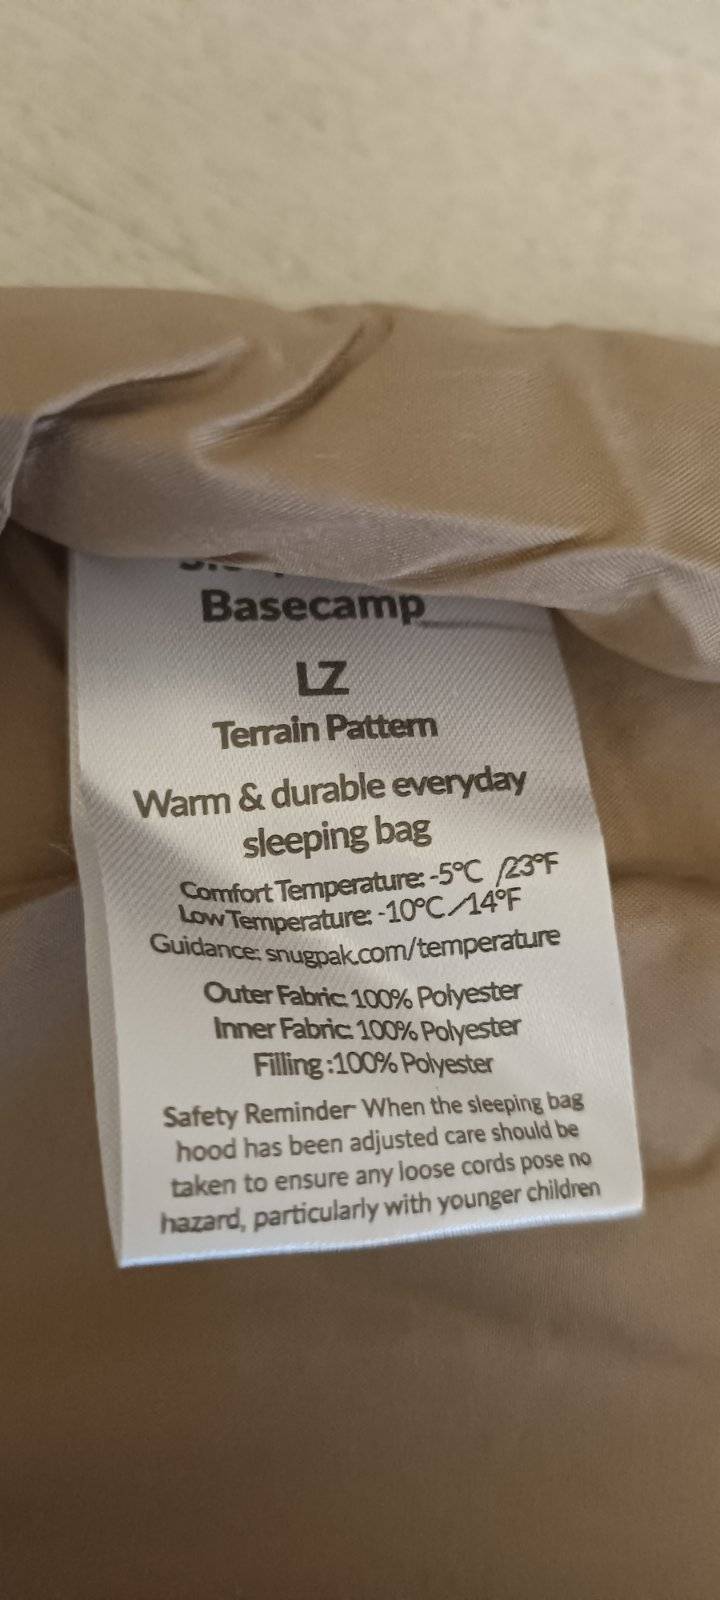 Basecamp
LZ
Terrain Pattern
Warm & durable everyday
sleeping bag
Comfort Temperature: -5°C /23°F
Low Temperature: -10°C/14°F
Guidance: snugpak.com/temperature
Outer Fabric: 100% Polyester
Inner Fabric: 100% Polyester
Filling :100% Polyester
Safety Reminder- When the sleeping bag
hood has been adjusted care should be
taken to ensure any loose cords pose no
hazard, particularly with younger children